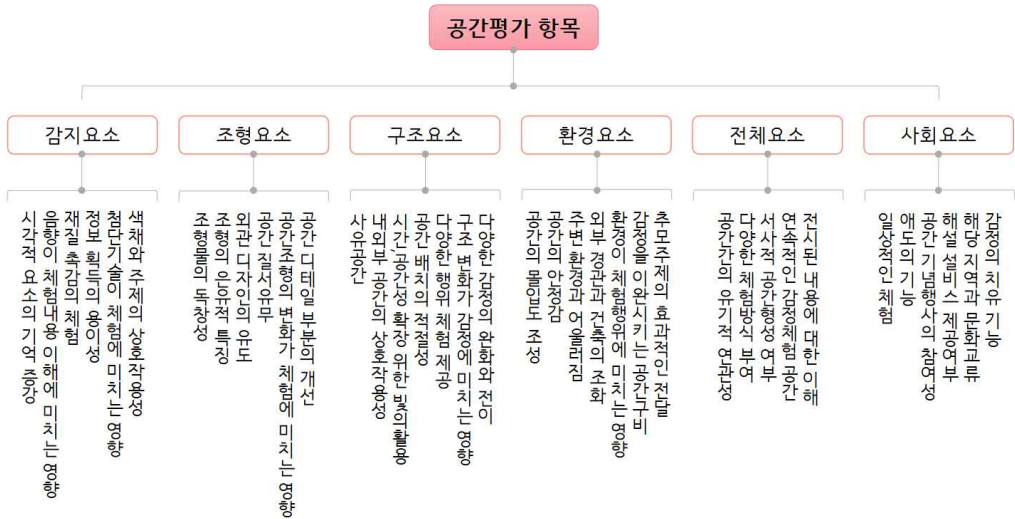 공간평가 항목
감지요소
조형요소
구조요소
환경요소
전체요소
사회요소
색채와 주제의 상호작용성
첨단기술이 체험에 미치는 영향
정보 획득의 용이성
재질 촉감의 체험
음향이 체험내용 이해에 미치는 영향
시각적 요소의 기억 증강
공간 디테일 부분의 개선
공간조형의 변화가 체험에 미치는 영향
공간 질서유무
외관 디자인의 유도
조형의 은유적 특징
조형물의 독창성
다양한 감정의 완화와 전이
구조 변화가 감정에 미치는 영향
다양한 행위 체험 제공
공간 배치의 적절성
시간,공간성 확장 위한 빛의활용
내외부 공간의 상호작용성
사유공간
추모주제의 효과적인 전달
감정을 이완시키는 공간구비
환경이 체험행위에 미치는 영향
외부 경관과 건축의 조화
주변 환경과 어울러짐
공간의 안정감
공간의 몰입도 조성
전시된 내용에 대한 이해
연속적인 감정체험 공간
서사적 공간형성 여부
다양한 체험방식 부여
공간간의 유기적 연관성
감정의 치유 기능
해당 지역과 문화교류
해설 설비스 제공여부
공간 기념행사의 참여성
애도의 기능
일상적인 체험